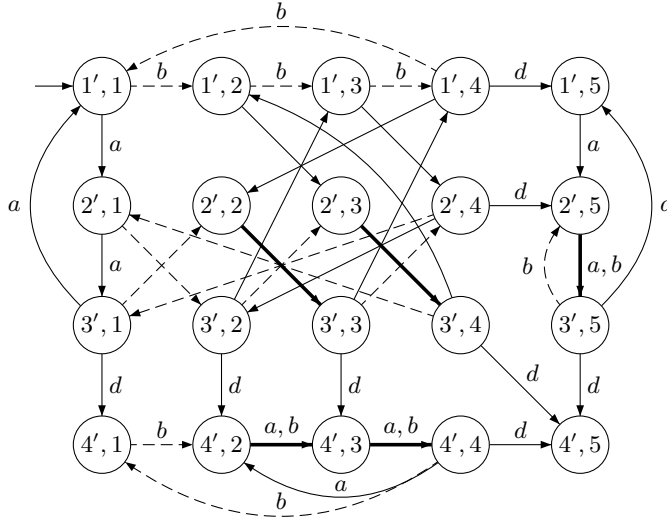 b
1′, 1 b 1′, 2 b 1′, 3 b 1′, 4 d 1′, 5
a a
2′, 1 2′, 2 2′, 3 2′, 4 d 2′, 5
a a
a b a, b
3′, 1 3′, 2 3′, 3 3′, 4 3′, 5
d d d d d
4′, 1 b 4′, 2 a, b 4′, 3 a, b 4′, 4 d 4′, 5
a
b